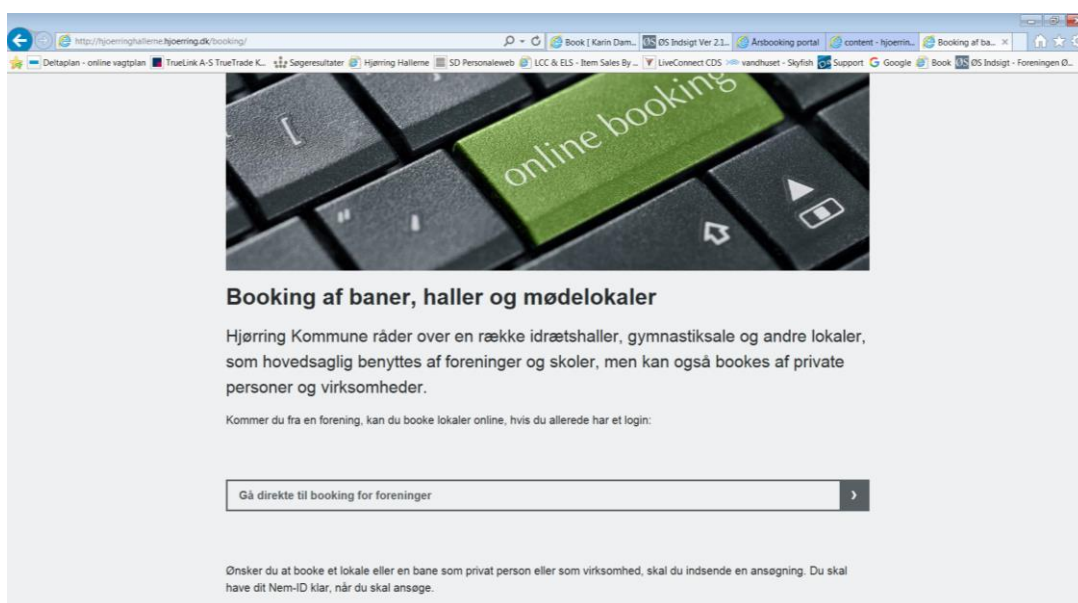 http://hjoerringhallerne.hjoerring.dk/booking/
Book [ Karin Dam...
ØS Indsigt Ver 2.1...
Årsbooking portal
content - hjoerrin...
Booking af ba...
Deltaplan - online vagtplan
TrueLink A-S TrueTrade K...
Søgeresultater
Hjørring Hallerne
SD Personaleweb
LCC & ELS - Item Sales By ...
LiveConnect CDS
vandhuset - Skyfish
Support
Google
Book
ØS Indsigt - Foreningen Ø...
online booking
Booking af baner, haller og mødelokaler
Hjørring Kommune råder over en række idrætshaller, gymnastiksale og andre lokaler,
som hovedsaglig benyttes af foreninger og skoler, men kan også bookes af private
personer og virksomheder.
Kommer du fra en forening, kan du booke lokaler online, hvis du allerede har et login:
Gå direkte til booking for foreninger
Ønsker du at booke et lokale eller en bane som privat person eller som virksomhed, skal du indsende en ansøgning. Du skal
have dit Nem-ID klar, når du skal ansøge.